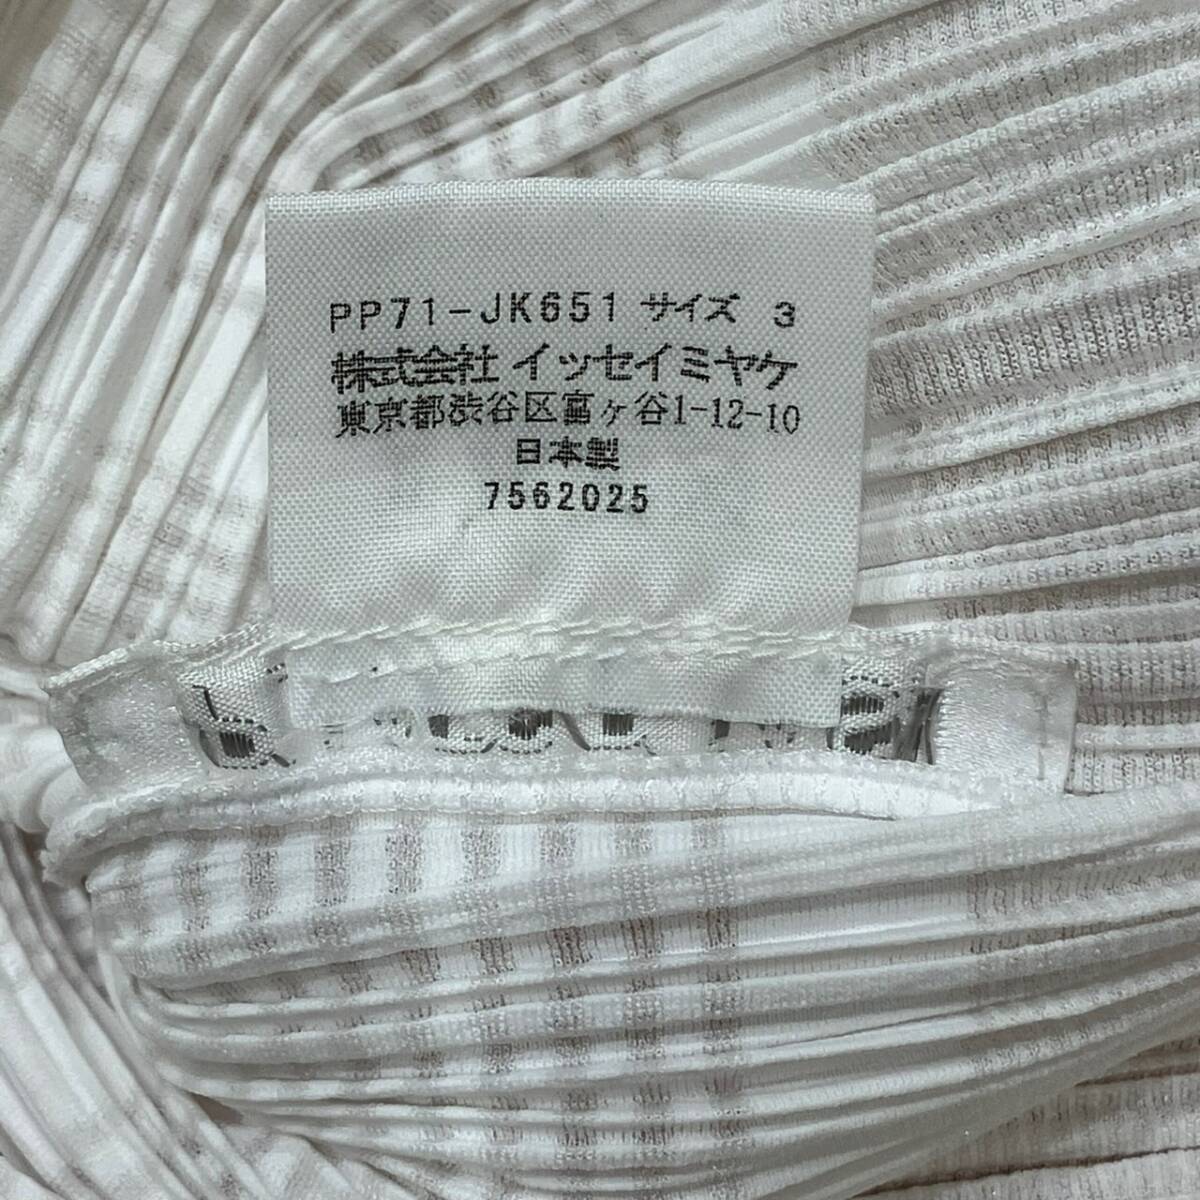 PP71-JK651 サイズ 3
株式会社 イッセイミヤケ
東京都渋谷区富ヶ谷1-12-10
日本製
7562025